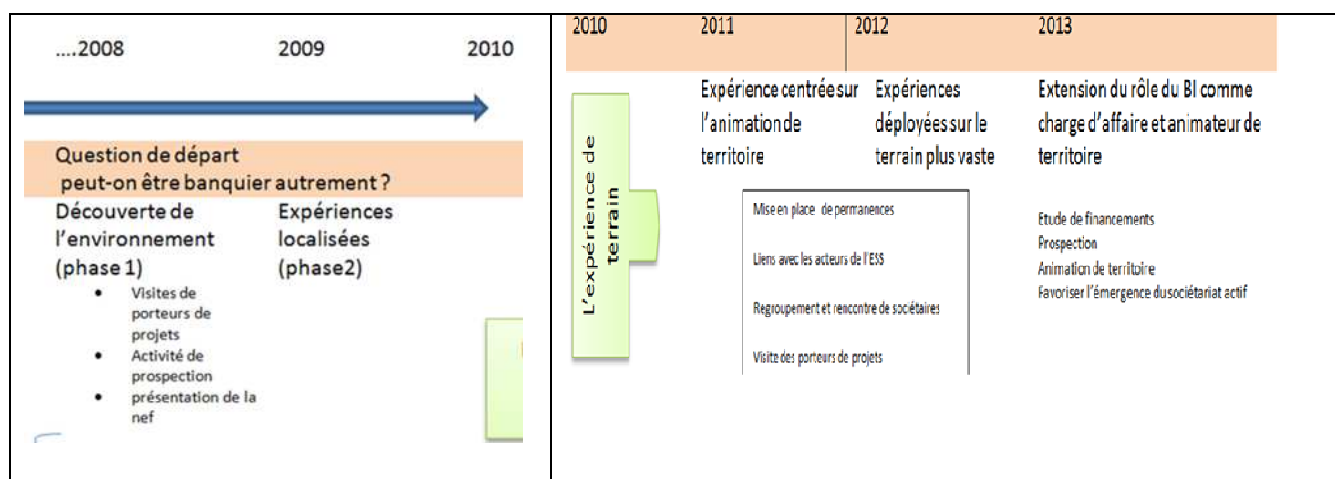 ....2008 2009 2010
Question de départ
peut-on être banquier autrement ?
Découverte de
l'environnement
(phase 1)
• Visites de
porteurs de
projets
• Activité de
prospection
• présentation de la
nef
Expériences
localisées
(phase2)
2010 2011 2012 2013
L'expérience de
terrain
Expérience centrée sur
l'animation de
territoire
Expériences
déployées sur le
terrain plus vaste
Extension du rôle du BI comme
charge d'affaire et animateur de
territoire
Mise en place de permanences
Liens avec les acteurs de l'ESS
Regroupement et rencontre de sociétaires
Visite des porteurs de projets
Etude de financements
Prospection
Animation de territoire
Favoriser l'émergence du sociétariat actif